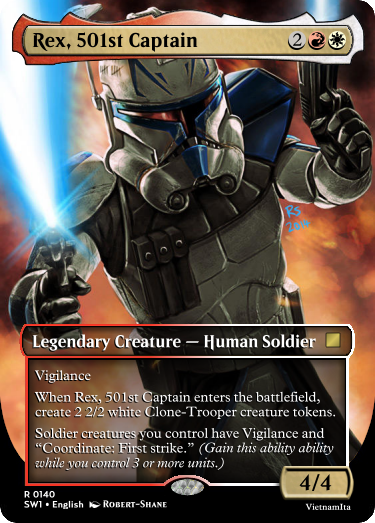 Rex, 501st Captain 2
Legendary Creature — Human Soldier
Vigilance
When Rex, 501st Captain enters the battlefield,
create 2 2/2 white Clone-Trooper creature tokens.
Soldier creatures you control have Vigilance and
“Coordinate: First strike.” (Gain this ability ability
while you control 3 or more units.)
4/4
R 0140
SW1 • English ROBERT-SHANE
VietnamIta